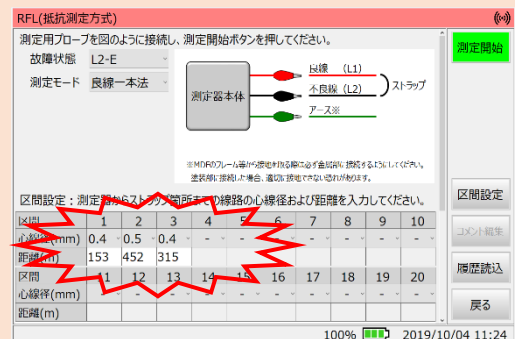 RFL(抵抗測定方式)
測定用プローブを図のように接続し、測定開始ボタンを押してください。
測定開始
故障状態 L2-E
測定モード 良線一本法
測定器本体
良線 (L1)
不良線 (L2)
アース※
ストラップ
※MDFのフレーム等から接地を取る際は必ず金属部に接続するようにしてください。
塗装部に接続した場合、適切に接地できない恐れがあります。
区間設定
区間設定:測定器からストラップ箇所までの線路の心線径および距離を入力してください。
区間 1 2 3 4 5 6 7 8 9 10
心線径(mm) 0.4 0.5 0.4 - - - - - - -
コメント編集
距離(m) 153 452 315
履歴読込
区間 11 12 13 14 15 16 17 18 19 20
心線径(mm) - - - - - - - - - -
距離(m)
戻る
100% 2019/10/04 11:24